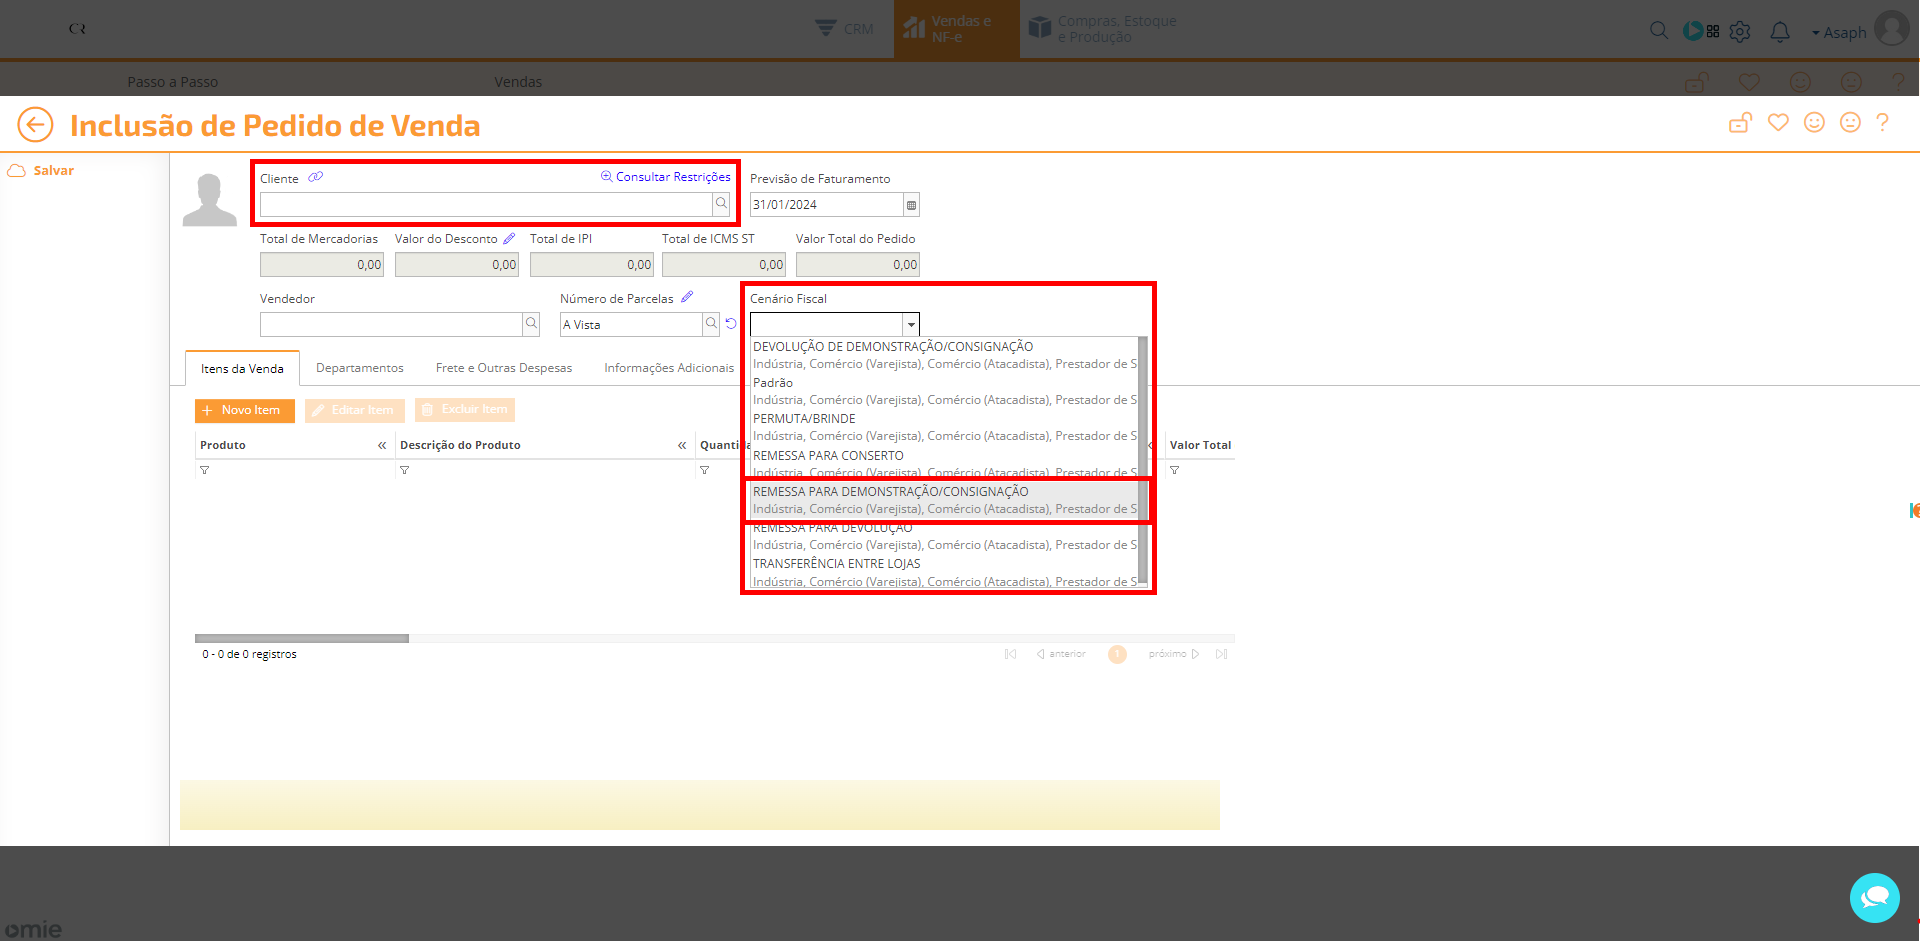 CR
CRM
Vendas e
NF-e
Compras, Estoque
e Produção
Asaph
Passo a Passo
Vendas
?
Inclusão de Pedido de Venda
?
Salvar
Cliente
Consultar Restrições
Previsão de Faturamento
31/01/2024
Total de Mercadorias
Valor do Desconto
Total de IPI
Total de ICMS ST
Valor Total do Pedido
0,00
0,00
0,00
0,00
0,00
Vendedor
Número de Parcelas
Cenário Fiscal
A Vista
DEVOLUÇÃO DE DEMONSTRAÇÃO/CONSIGNAÇÃO
Indústria, Comércio (Varejista), Comércio (Atacadista), Prestador de S
Padrão
Indústria, Comércio (Varejista), Comércio (Atacadista), Prestador de S
PERMUTA/BRINDE
Indústria, Comércio (Varejista), Comércio (Atacadista), Prestador de S
REMESSA PARA CONSERTO
Indústria, Comércio (Varejista), Comércio (Atacadista), Prestador de S
REMESSA PARA DEMONSTRAÇÃO/CONSIGNAÇÃO
Indústria, Comércio (Varejista), Comércio (Atacadista), Prestador de S
REMESSA PARA DEVOLUÇÃO
Indústria, Comércio (Varejista), Comércio (Atacadista), Prestador de S
TRANSFERÊNCIA ENTRE LOJAS
Indústria, Comércio (Varejista), Comércio (Atacadista), Prestador de S
Itens da Venda
Departamentos
Frete e Outras Despesas
Informações Adicionais
Novo Item
Editar Item
Excluir Item
Produto
Descrição do Produto
Quantida
Valor Total
0 - 0 de 0 registros
anterior
1
próximo
omie